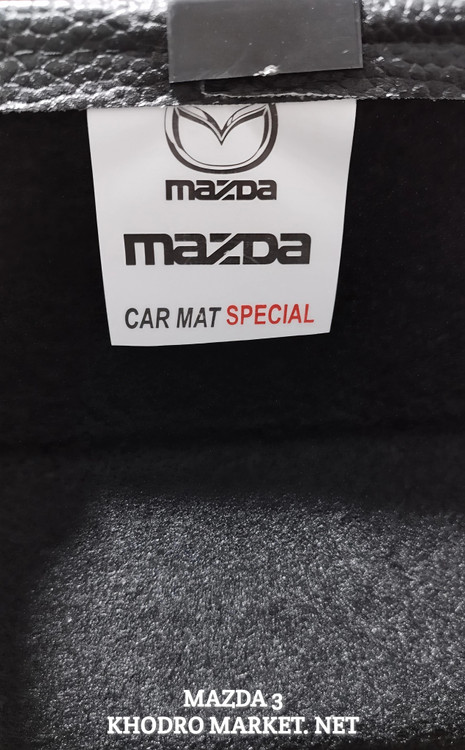 mazda
mazda
CAR MAT SPECIAL
MAZDA 3
KHODRO MARKET. NET